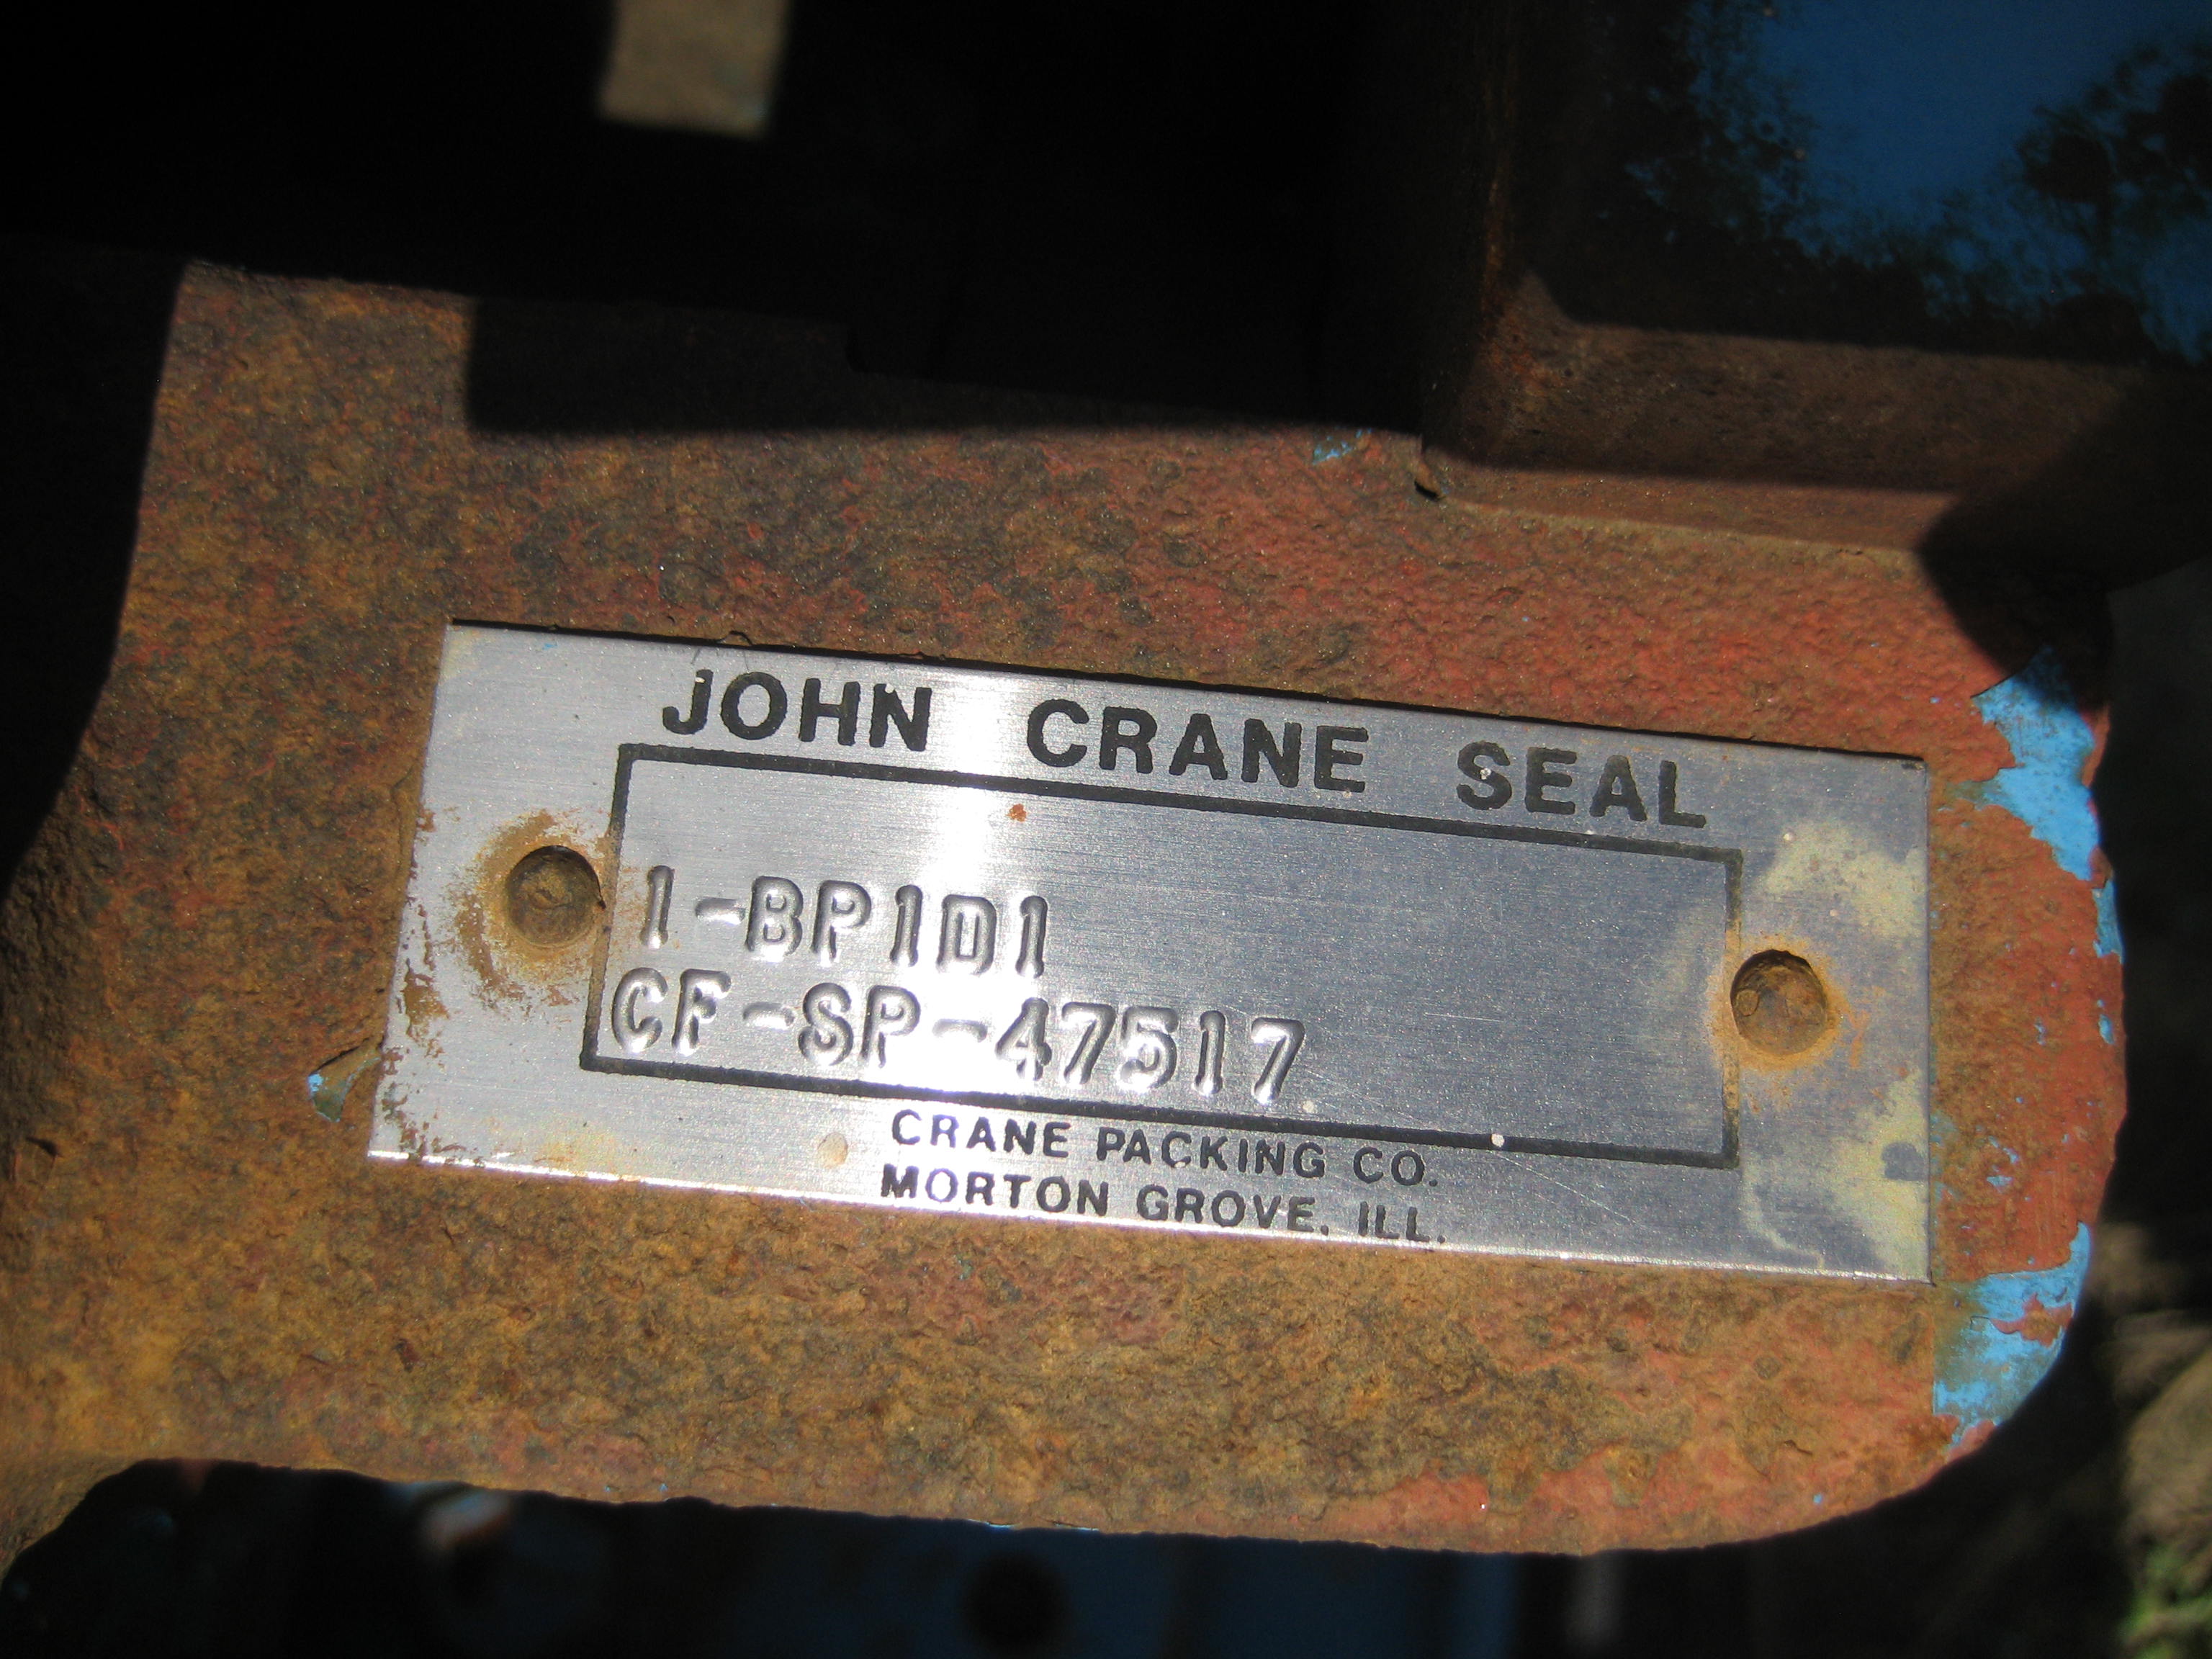 JOHN CRANE SEAL
1-BP1D1
CF-SP-47517
CRANE PACKING CO.
MORTON GROVE, ILL.